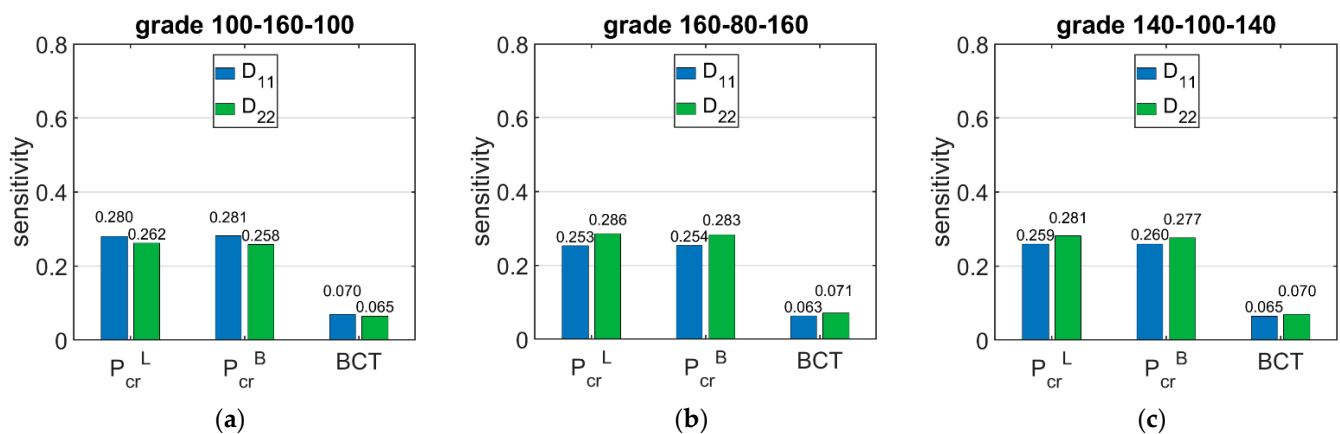 grade 100-160-100
0.8
0.6
0.4
0.2
0
sensitivity
D11
D22
0.280
0.262
0.281
0.258
0.070
0.065
Pcr L
Pcr B
BCT
(a)
grade 160-80-160
0.8
0.6
0.4
0.2
0
sensitivity
D11
D22
0.253
0.286
0.254
0.283
0.063
0.071
Pcr L
Pcr B
BCT
(b)
grade 140-100-140
0.8
0.6
0.4
0.2
0
sensitivity
D11
D22
0.259
0.281
0.260
0.277
0.065
0.070
Pcr L
Pcr B
BCT
(c)